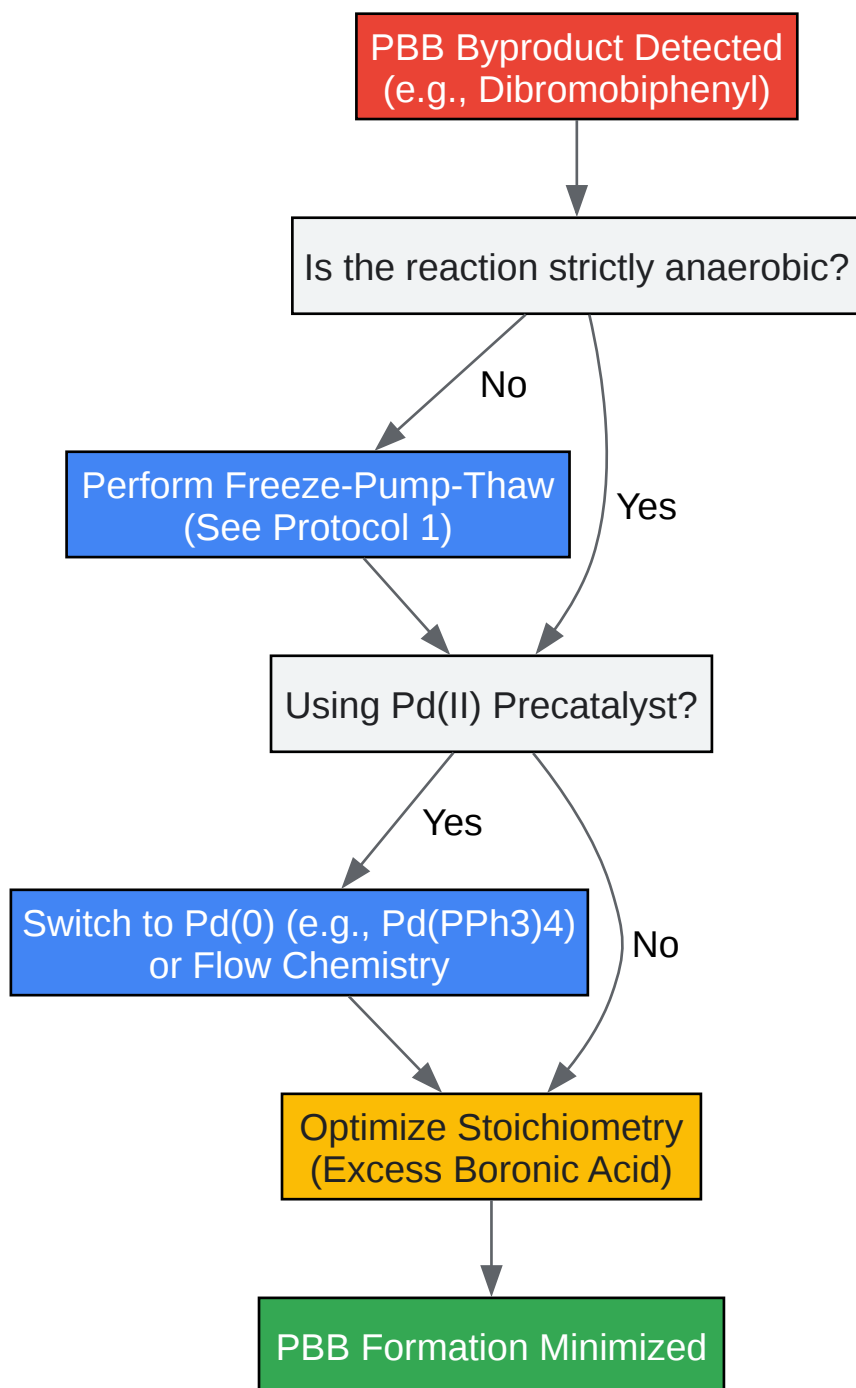 PBB Byproduct Detected
(e.g., Dibromobiphenyl)
Is the reaction strictly anaerobic?
No
Perform Freeze-Pump-Thaw
(See Protocol 1)
Yes
Using Pd(II) Precatalyst?
Yes
Switch to Pd(0) (e.g., Pd(PPh3)4)
or Flow Chemistry
No
Optimize Stoichiometry
(Excess Boronic Acid)
PBB Formation Minimized